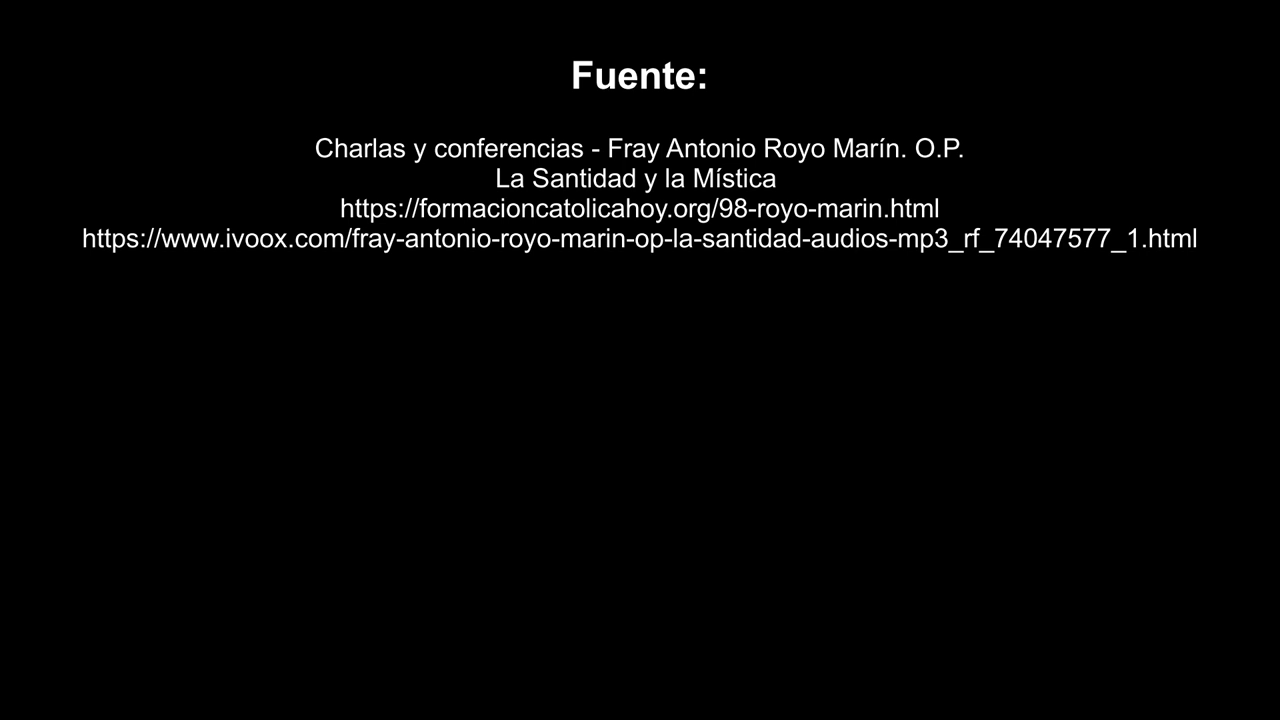 Fuente:
Charlas y conferencias - Fray Antonio Royo Marín. O.P.
La Santidad y la Mística
https://formacioncatolicahoy.org/98-royo-marin.html
https://www.ivoox.com/fray-antonio-royo-marin-op-la-santidad-audios-mp3_rf_74047577_1.html